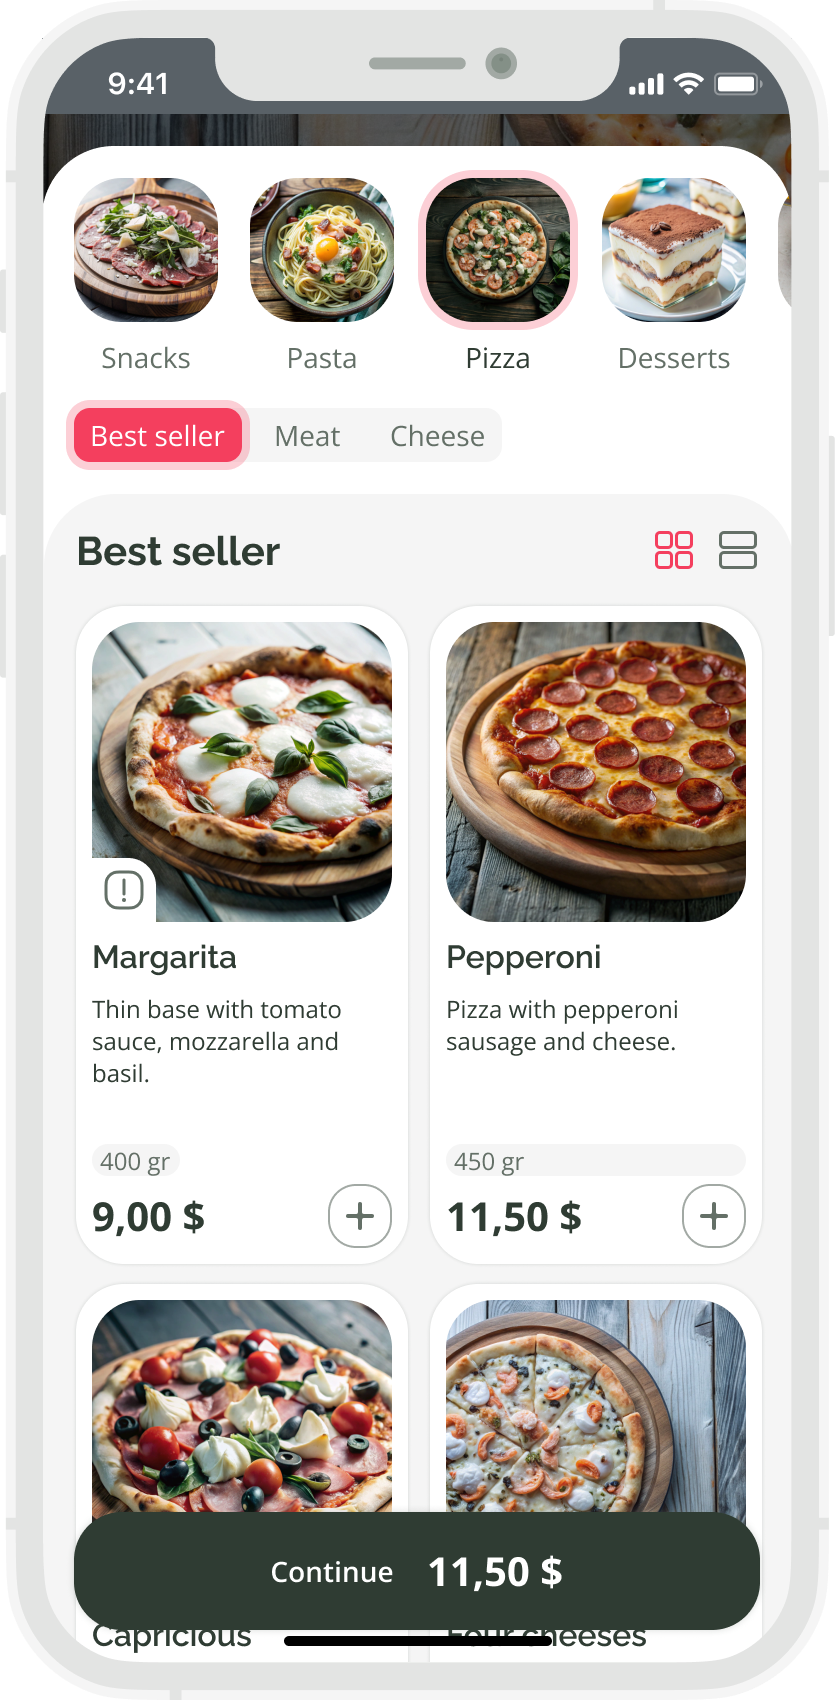 9:41
Snacks Pasta Pizza Desserts
Best seller Meat Cheese
Best seller
Margarita
Thin base with tomato
sauce, mozzarella and
basil.
400 gr
9,00 $
Pepperoni
Pizza with pepperoni
sausage and cheese.
450 gr
11,50 $
Continue 11,50 $
Capricious
Four cheeses